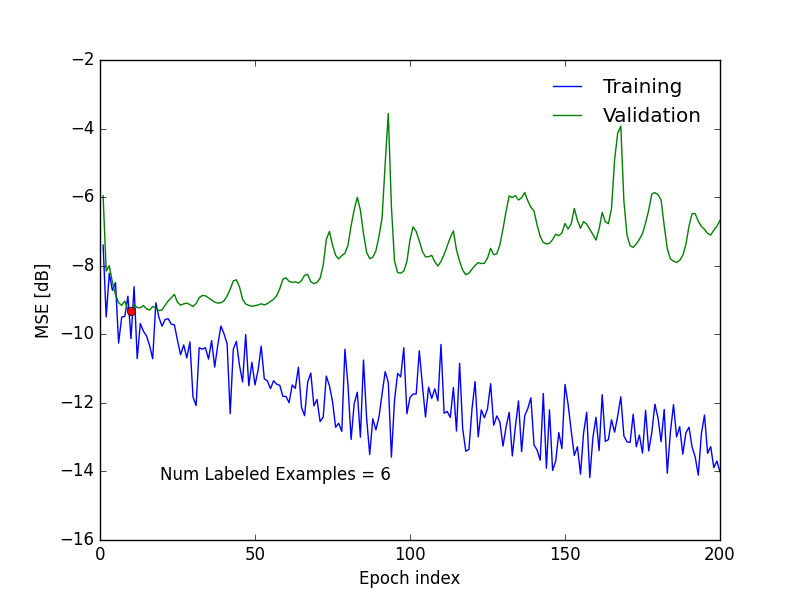 −2
−4
−6
−8
−10
−12
−14
−16
MSE [dB]
Training
Validation
Num Labeled Examples = 6
0
50
100
150
200
Epoch index